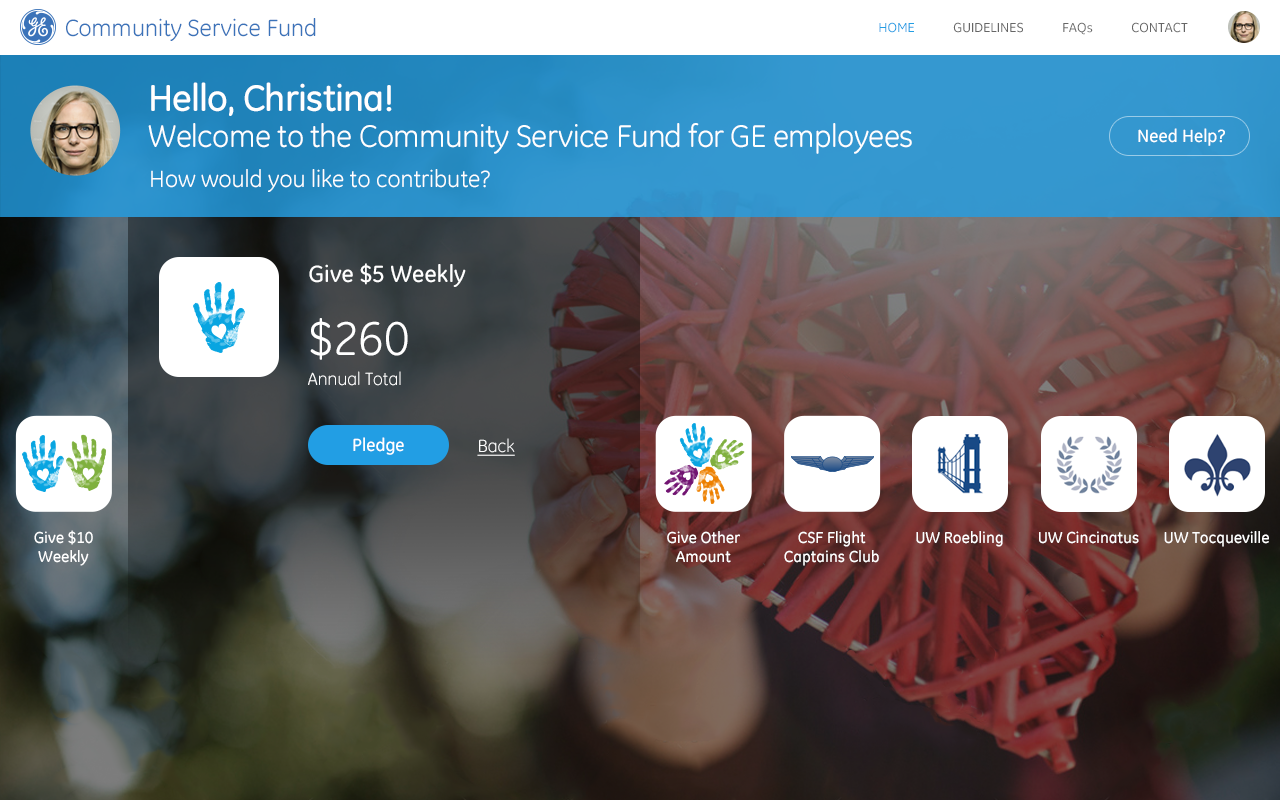 GE Community Service Fund
HOME GUIDELINES FAQs CONTACT
Hello, Christina!
Welcome to the Community Service Fund for GE employees
How would you like to contribute?
Need Help?
Give $5 Weekly
$260
Annual Total
Pledge
Back
Give $10
Weekly
Give Other
Amount
CSF Flight
Captains Club
UW Roebling
UW Cincinatus
UW Tocqueville